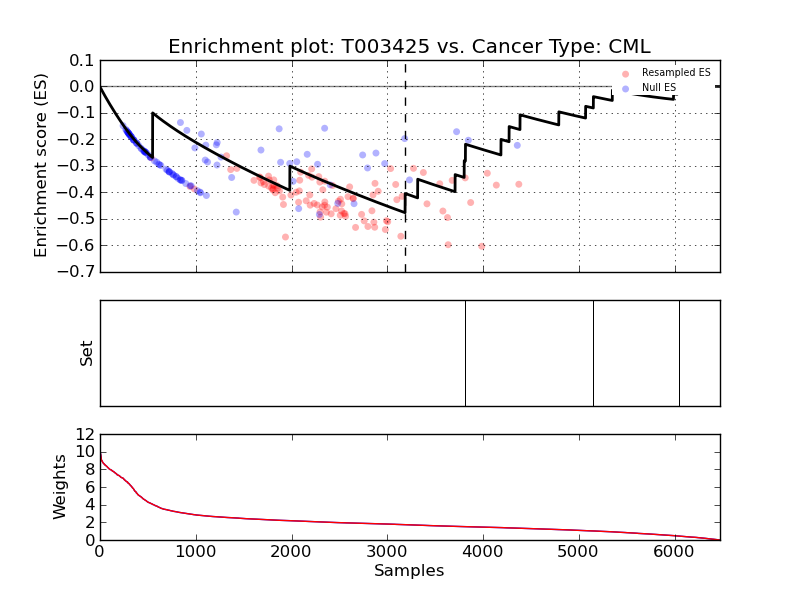 Enrichment plot: T003425 vs. Cancer Type: CML
Enrichment score (ES)
0.1
0.0
−0.1
−0.2
−0.3
−0.4
−0.5
−0.6
−0.7
Resampled ES
Null ES
Set
Weights
12
10
8
6
4
2
0
0 1000 2000 3000 4000 5000 6000
Samples